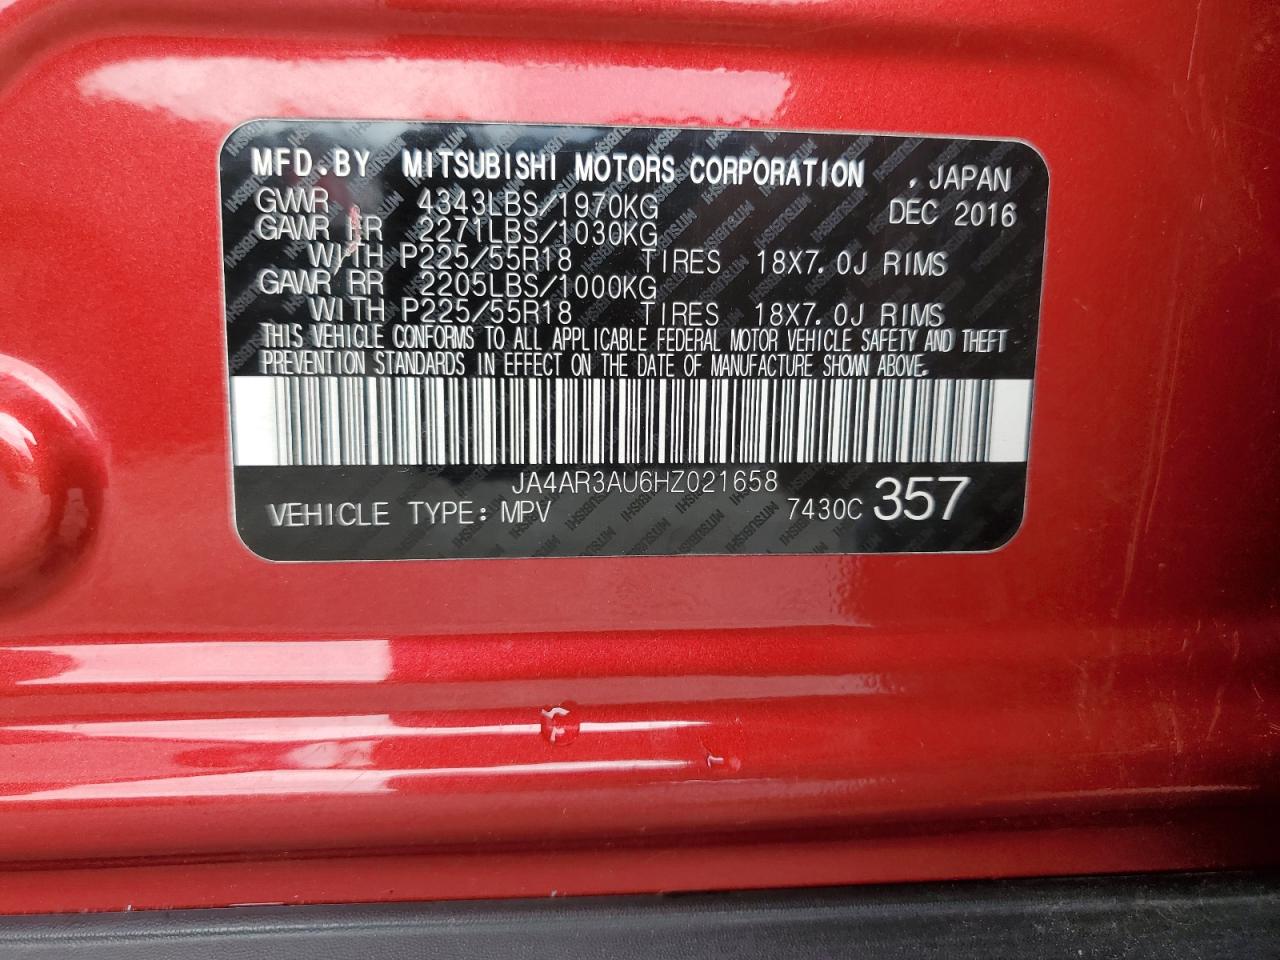 MFD.BY MITSUBISHI MOTORS CORPORATION , JAPAN
GVWR 4343LBS/1970KG DEC 2016
GAWR FR 2271LBS/1030KG
WITH P225/55R18 TIRES 18X7.0J RIMS
GAWR RR 2205LBS/1000KG
WITH P225/55R18 TIRES 18X7.0J RIMS
THIS VEHICLE CONFORMS TO ALL APPLICABLE FEDERAL MOTOR VEHICLE SAFETY AND THEFT
PREVENTION STANDARDS IN EFFECT ON THE DATE OF MANUFACTURE SHOWN ABOVE.
JA4AR3AU6HZ021658
VEHICLE TYPE: MPV 7430C 357